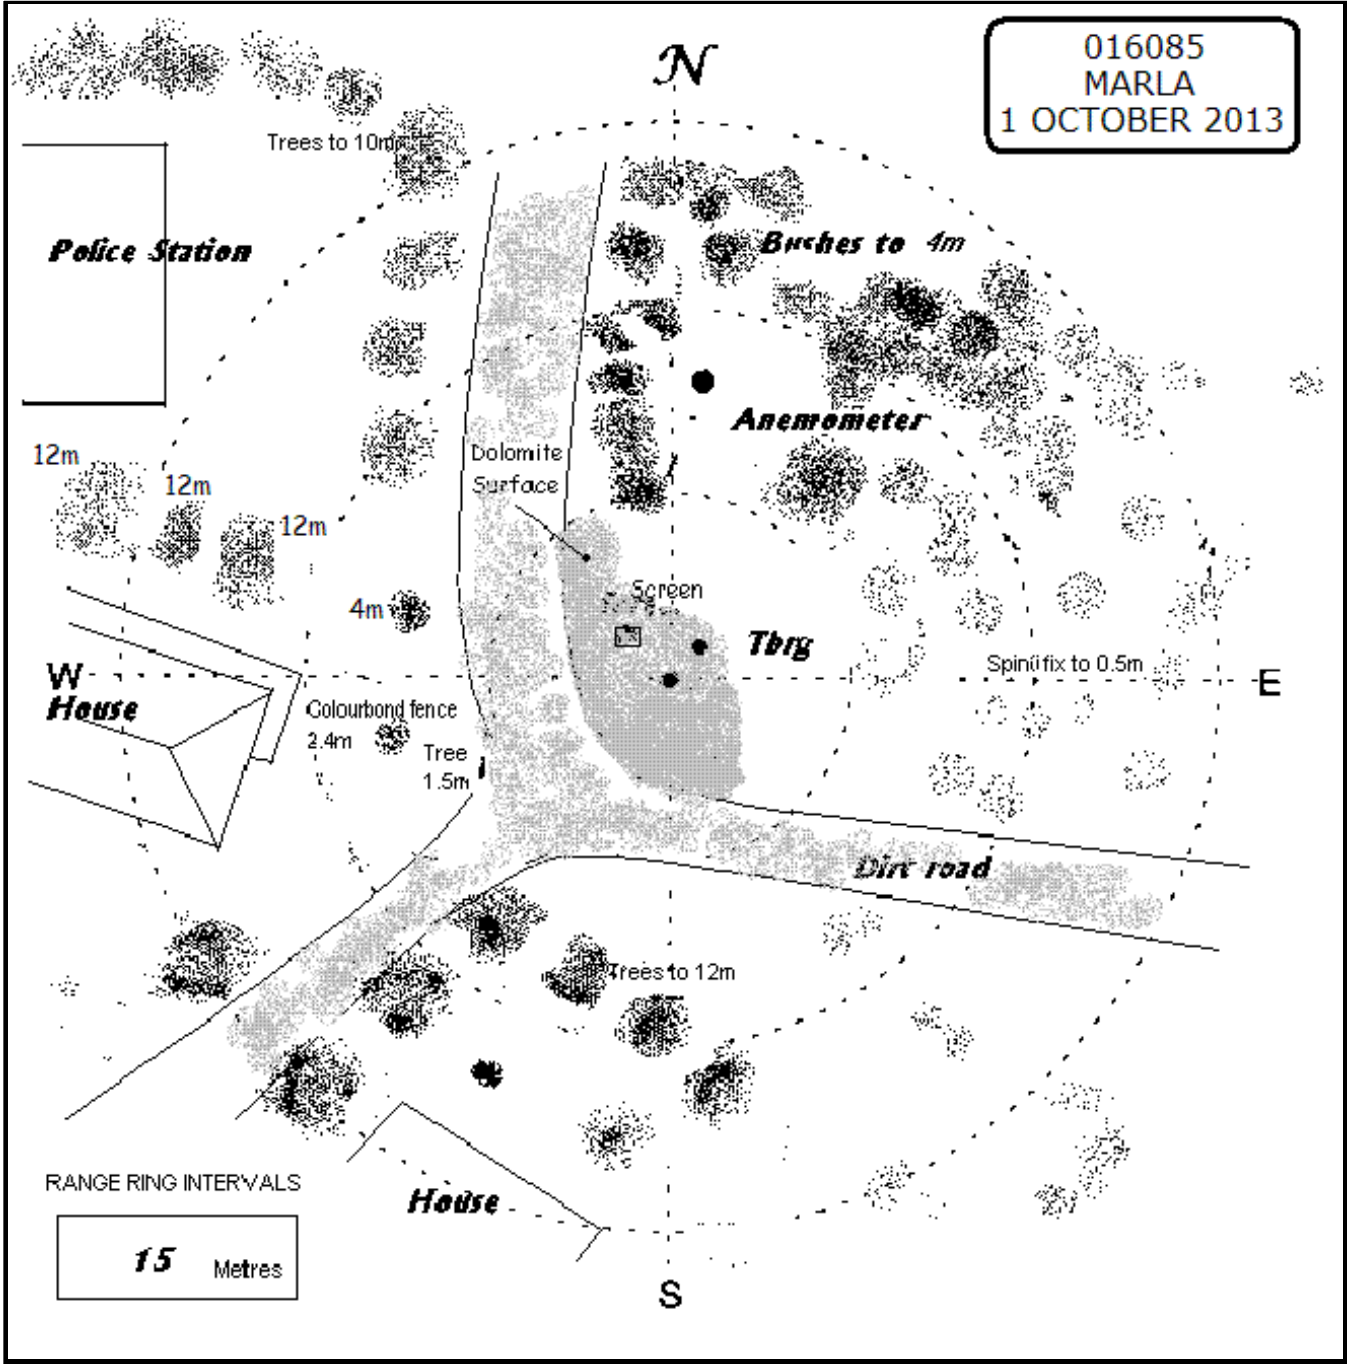 016085
MARLA
1 OCTOBER 2013
N
Trees to 10m
Police Station
Bushes to 4m
Anemometer
12m
12m
12m
Dolomite
Surface
4m
Screen
Tbrg
W
House
Spinifix to 0.5m
E
Colourbond fence
2.4m
Tree
1.5m
Dirt road
Trees to 12m
House
RANGE RING INTERVALS
15 Metres
S